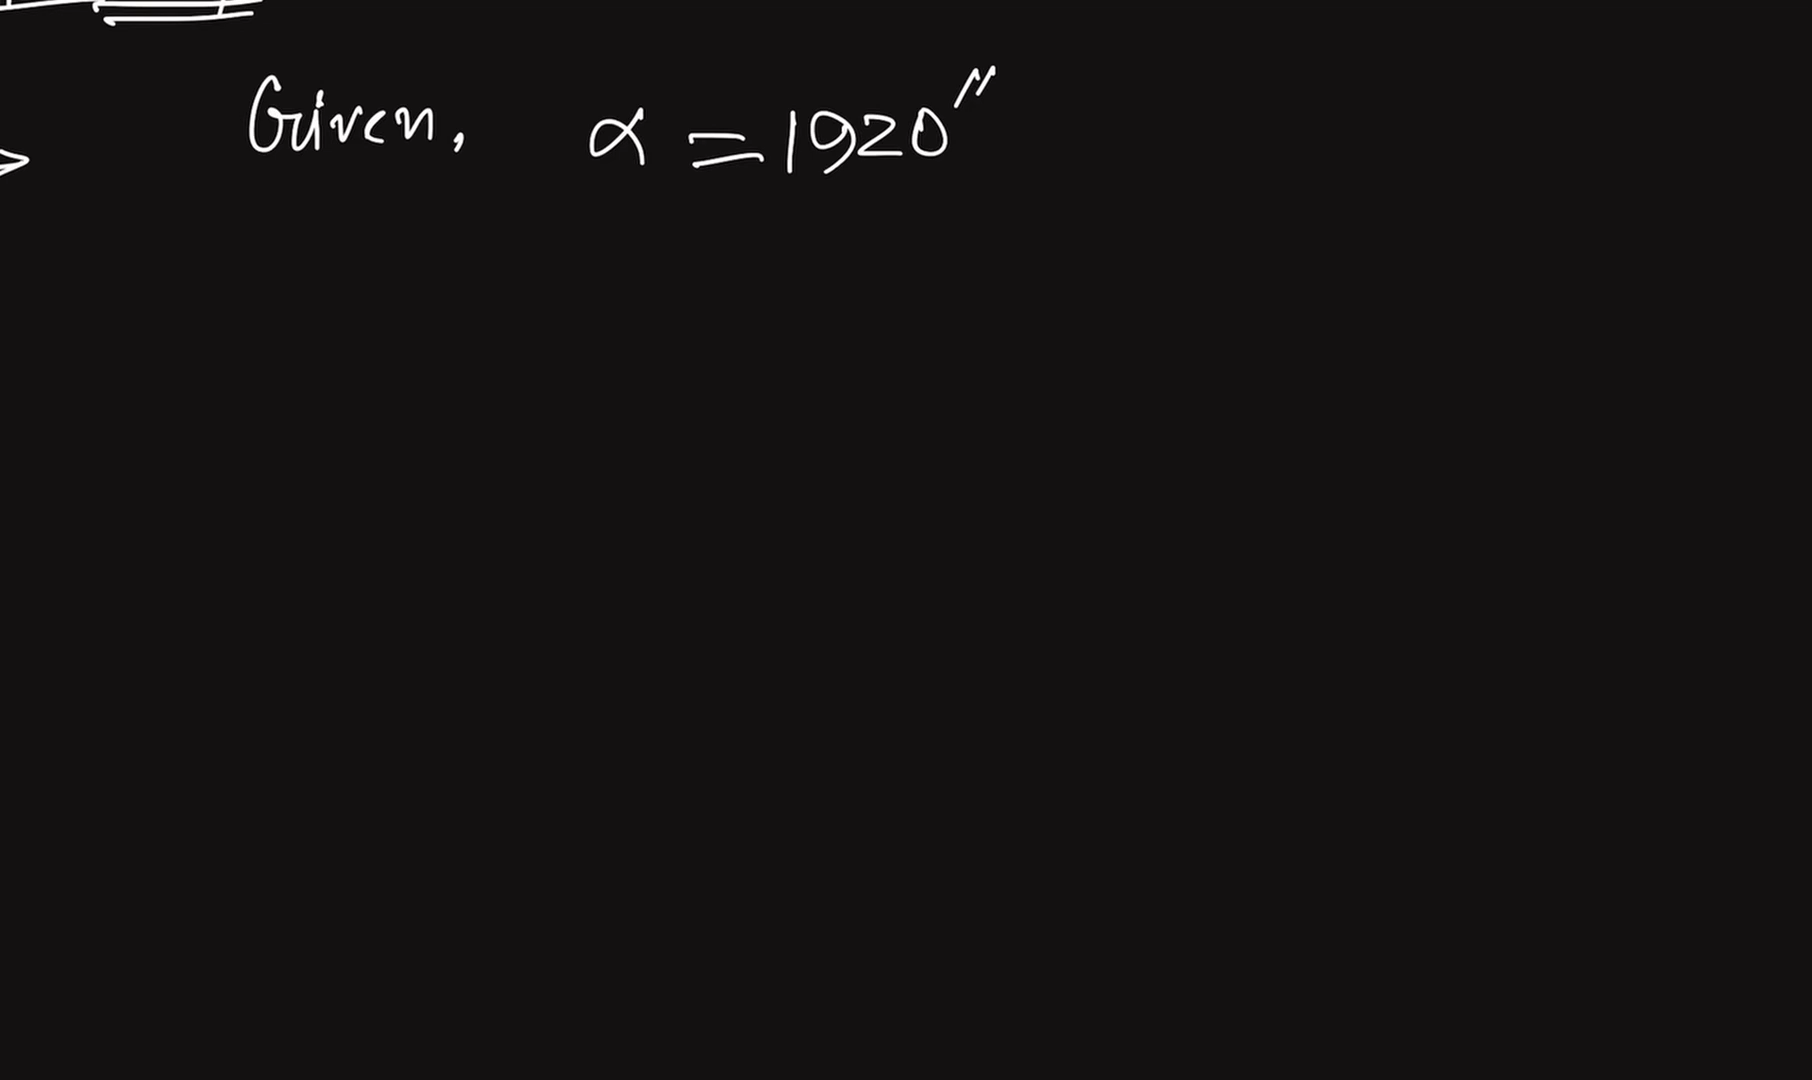 Given, α = 1920"